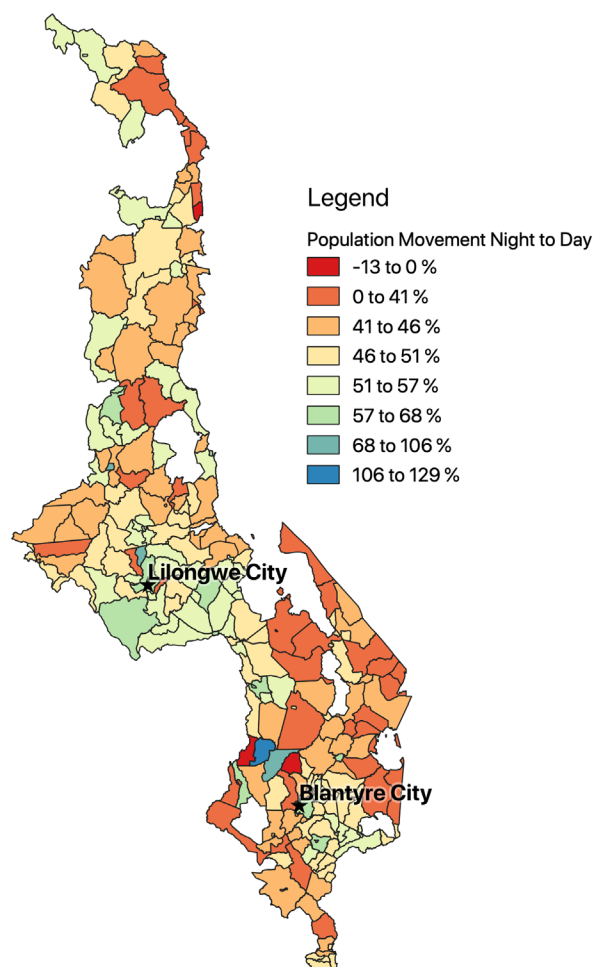 Legend
Population Movement Night to Day
-13 to 0 %
0 to 41 %
41 to 46 %
46 to 51 %
51 to 57 %
57 to 68 %
68 to 106 %
106 to 129 %
Lilongwe City
Blantyre City